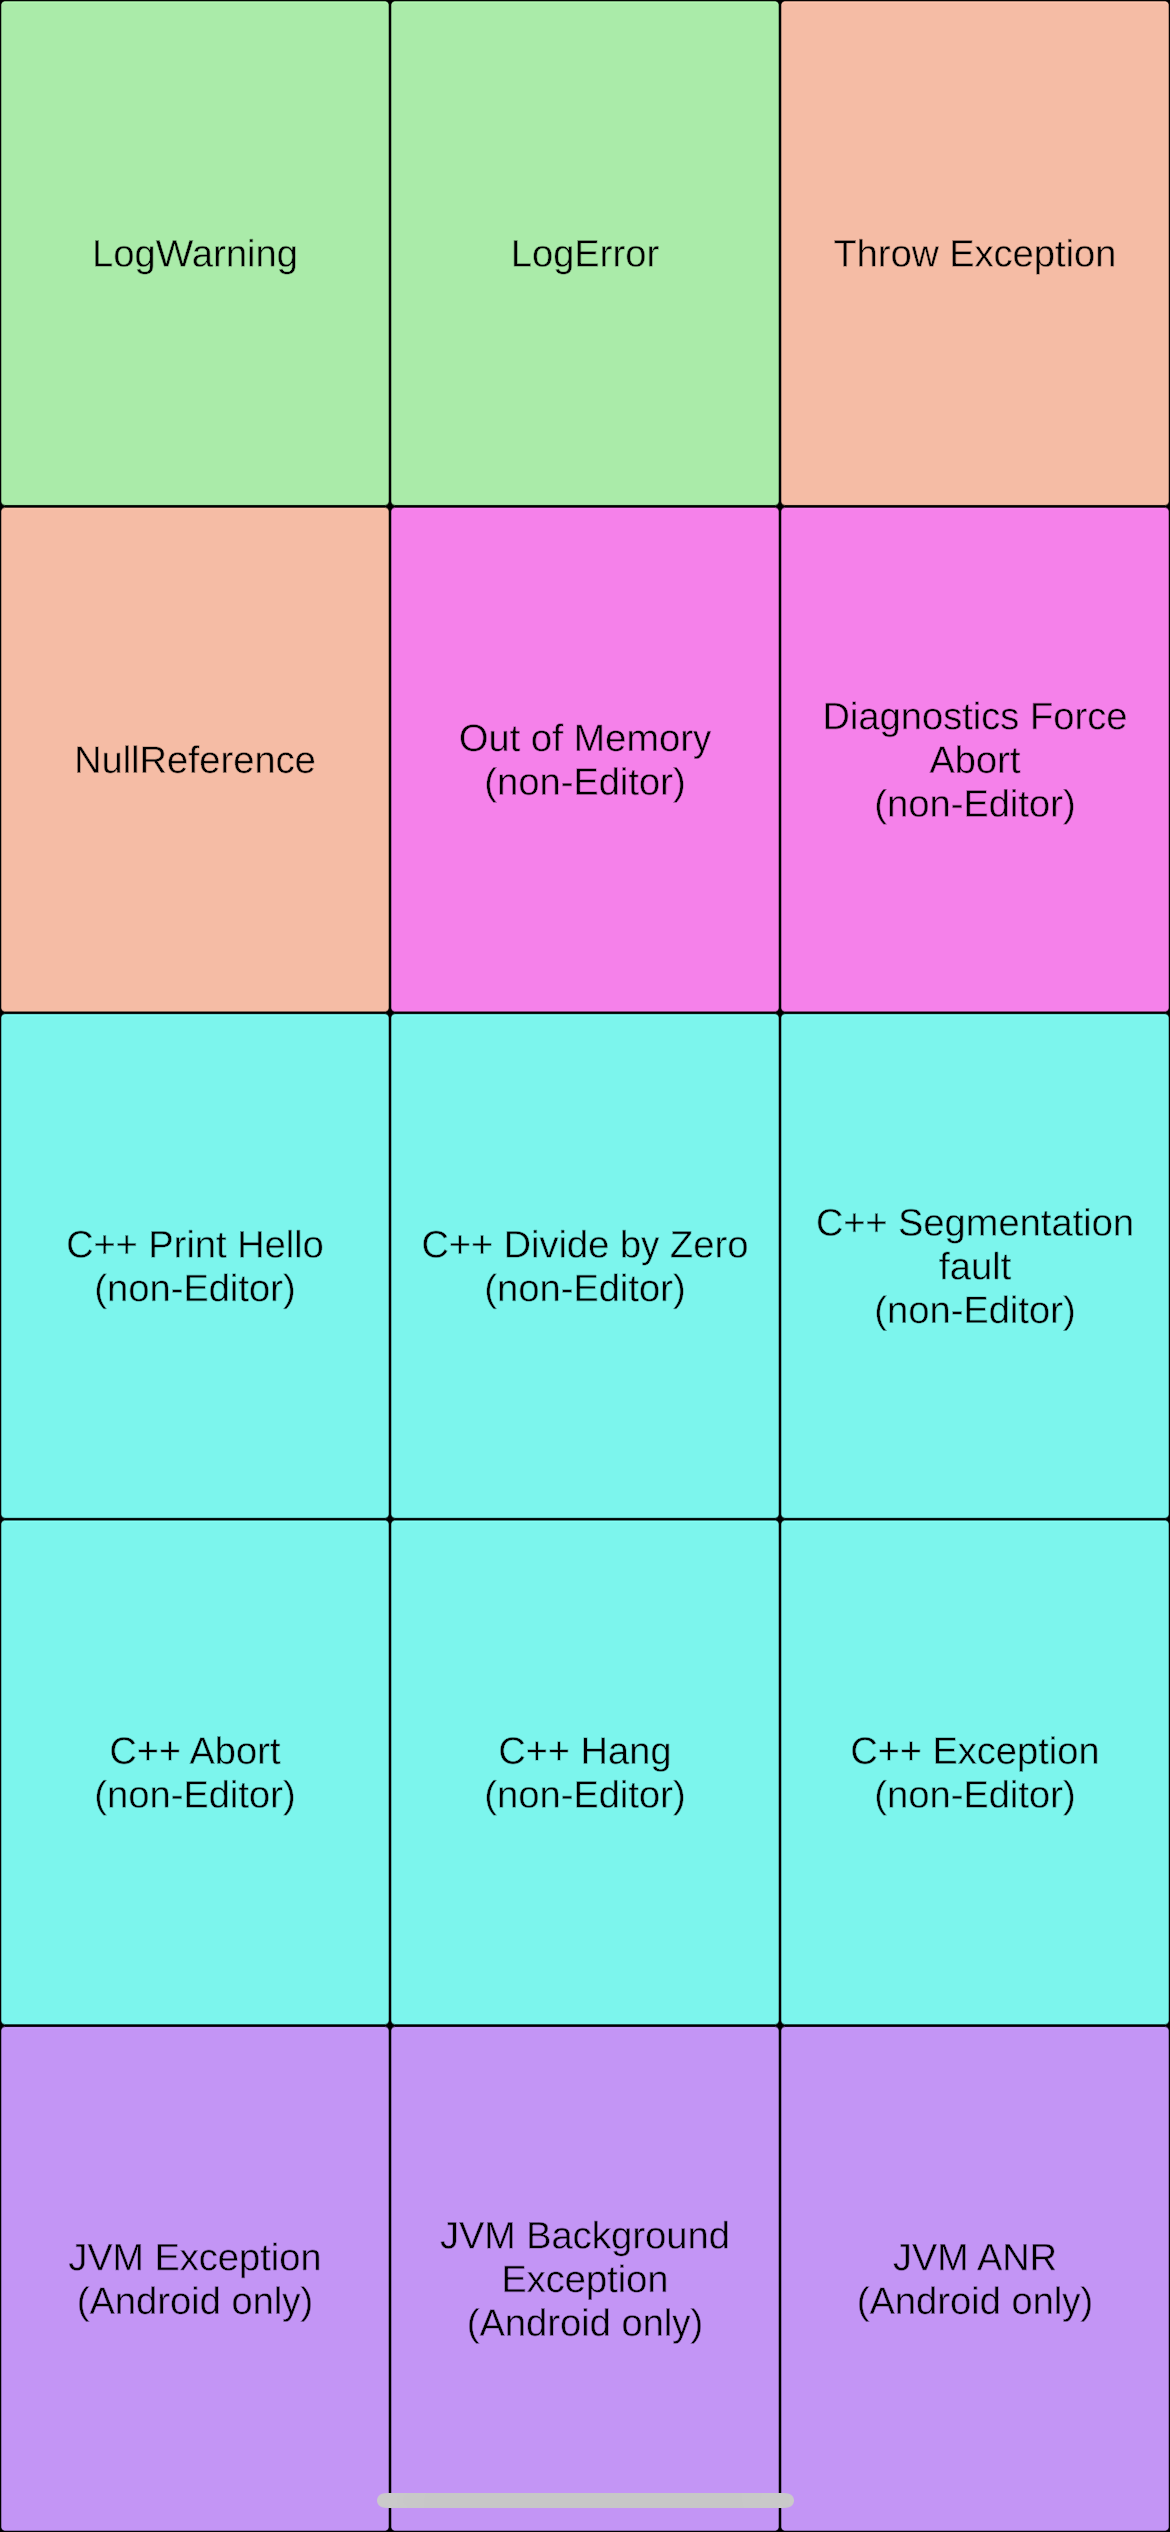 LogWarning
LogError
Throw Exception
NullReference
Out of Memory
(non-Editor)
Diagnostics Force
Abort
(non-Editor)
C++ Print Hello
(non-Editor)
C++ Divide by Zero
(non-Editor)
C++ Segmentation
fault
(non-Editor)
C++ Abort
(non-Editor)
C++ Hang
(non-Editor)
C++ Exception
(non-Editor)
JVM Exception
(Android only)
JVM Background
Exception
(Android only)
JVM ANR
(Android only)